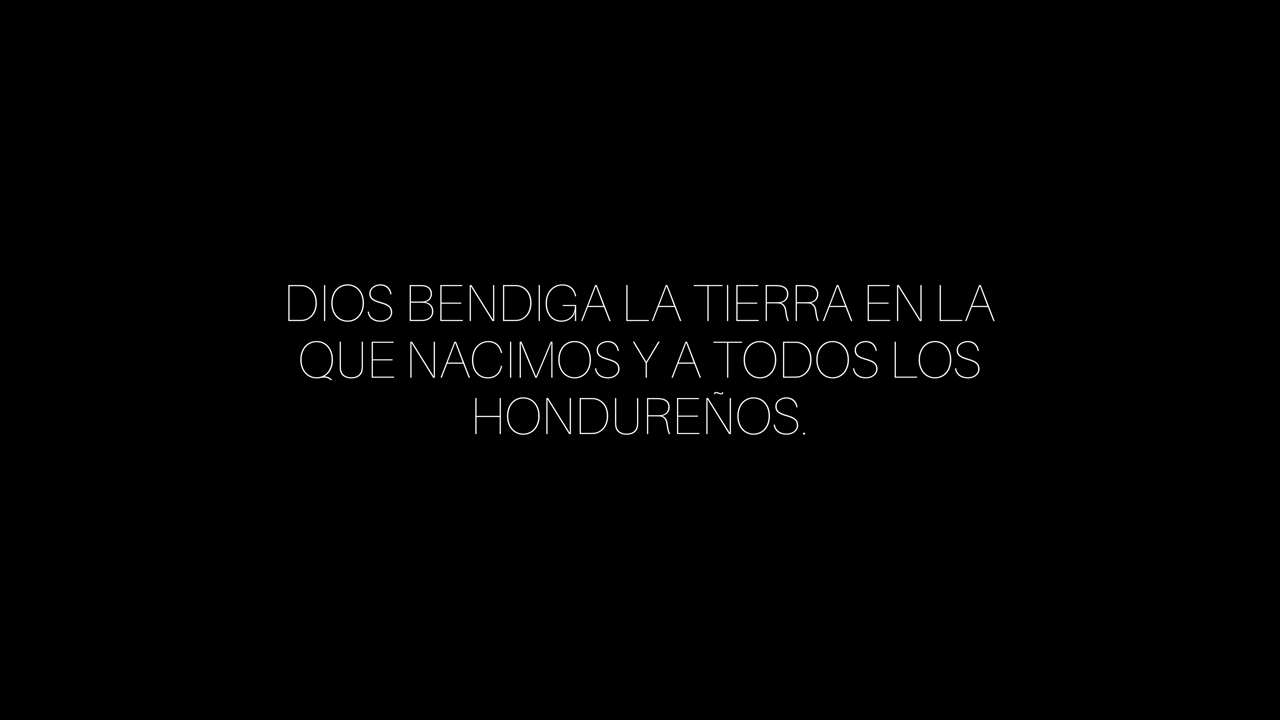 DIOS BENDIGA LA TIERRA EN LA
QUE NACIMOS Y A TODOS LOS
HONDUREÑOS.